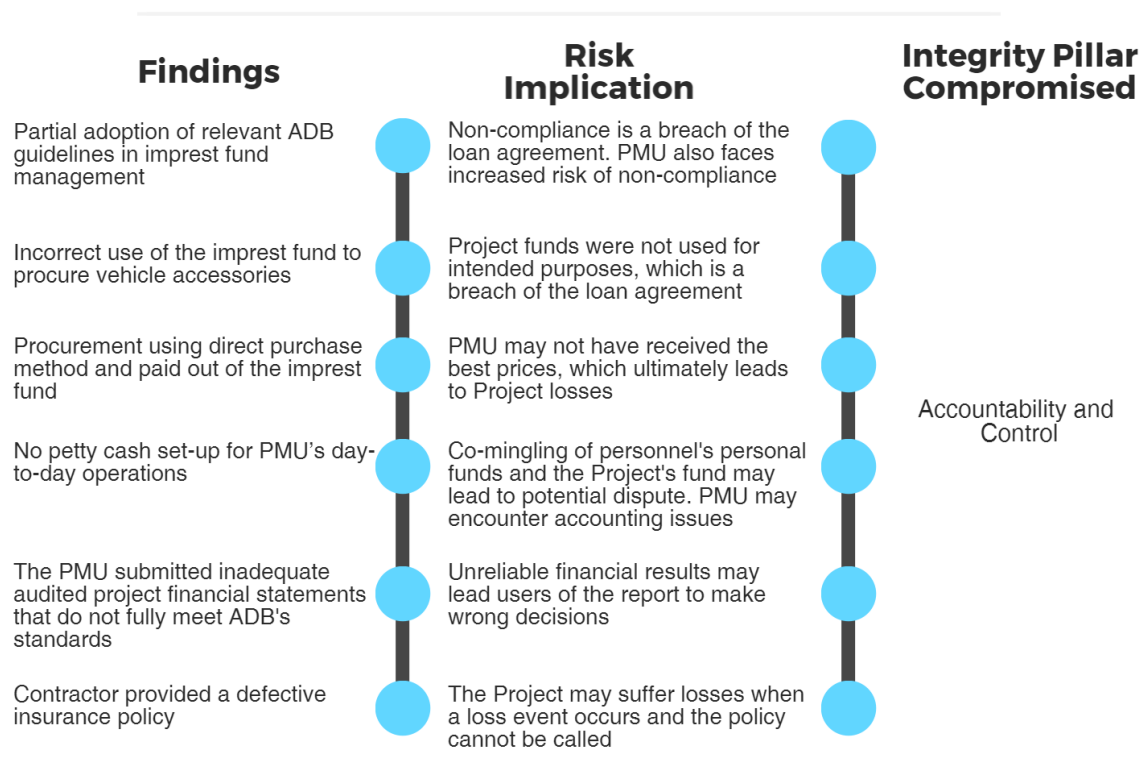 Findings
Risk
Implication
Integrity Pillar
Compromised
Partial adoption of relevant ADB
guidelines in imprest fund
management
Non-compliance is a breach of the
loan agreement. PMU also faces
increased risk of non-compliance
Incorrect use of the imprest fund to
procure vehicle accessories
Project funds were not used for
intended purposes, which is a
breach of the loan agreement
Procurement using direct purchase
method and paid out of the imprest
fund
PMU may not have received the
best prices, which ultimately leads
to Project losses
No petty cash set-up for PMU’s day-
to-day operations
Co-mingling of personnel's personal
funds and the Project's fund may
lead to potential dispute. PMU may
encounter accounting issues
The PMU submitted inadequate
audited project financial statements
that do not fully meet ADB's
standards
Unreliable financial results may
lead users of the report to make
wrong decisions
Contractor provided a defective
insurance policy
The Project may suffer losses when
a loss event occurs and the policy
cannot be called
Accountability and
Control